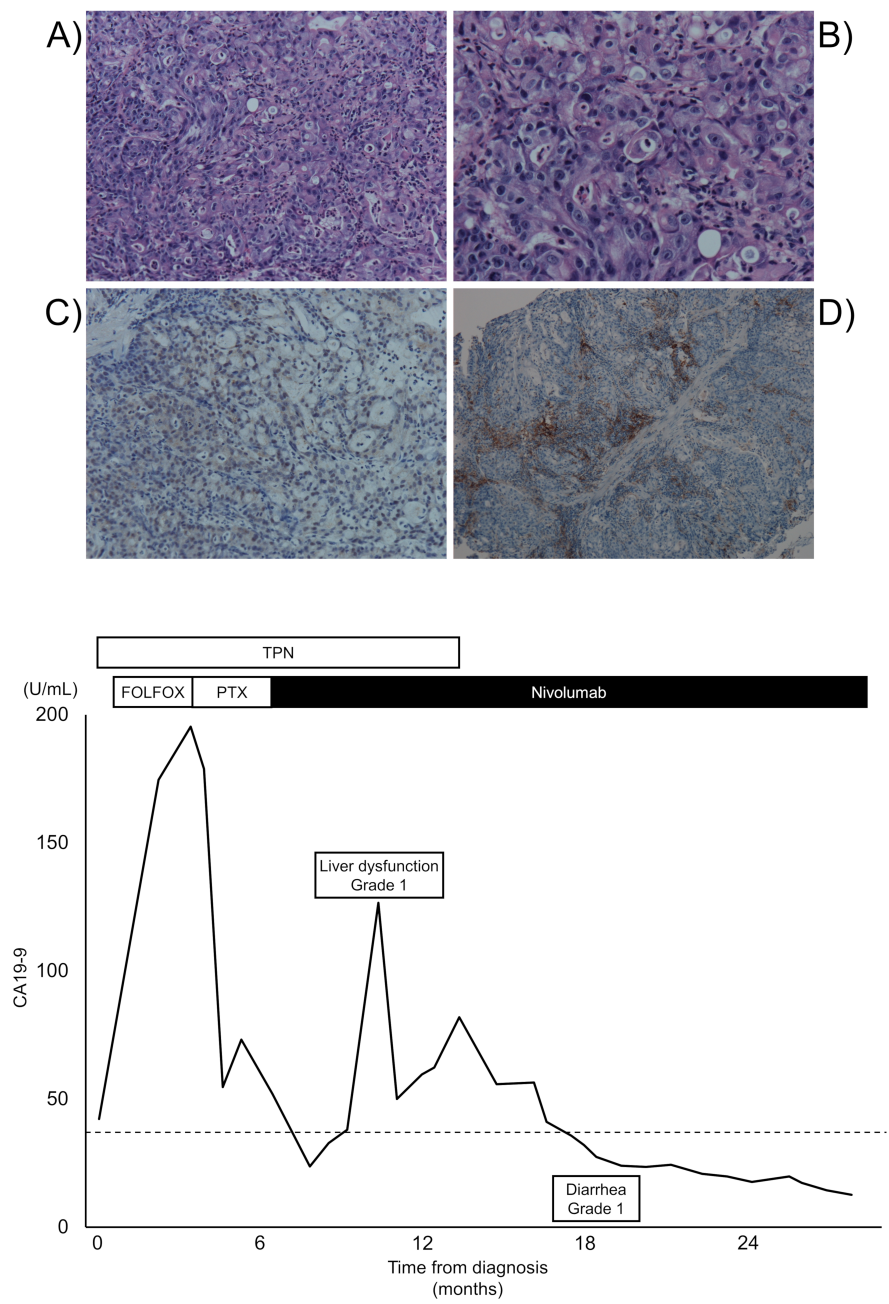 A)
B)
C)
D)
TPN
(U/mL)
FOLFOX
PTX
Nivolumab
200
150
Liver dysfunction
Grade 1
100
CA19-9
50
Diarrhea
Grade 1
0
0
6
12
18
24
Time from diagnosis
(months)